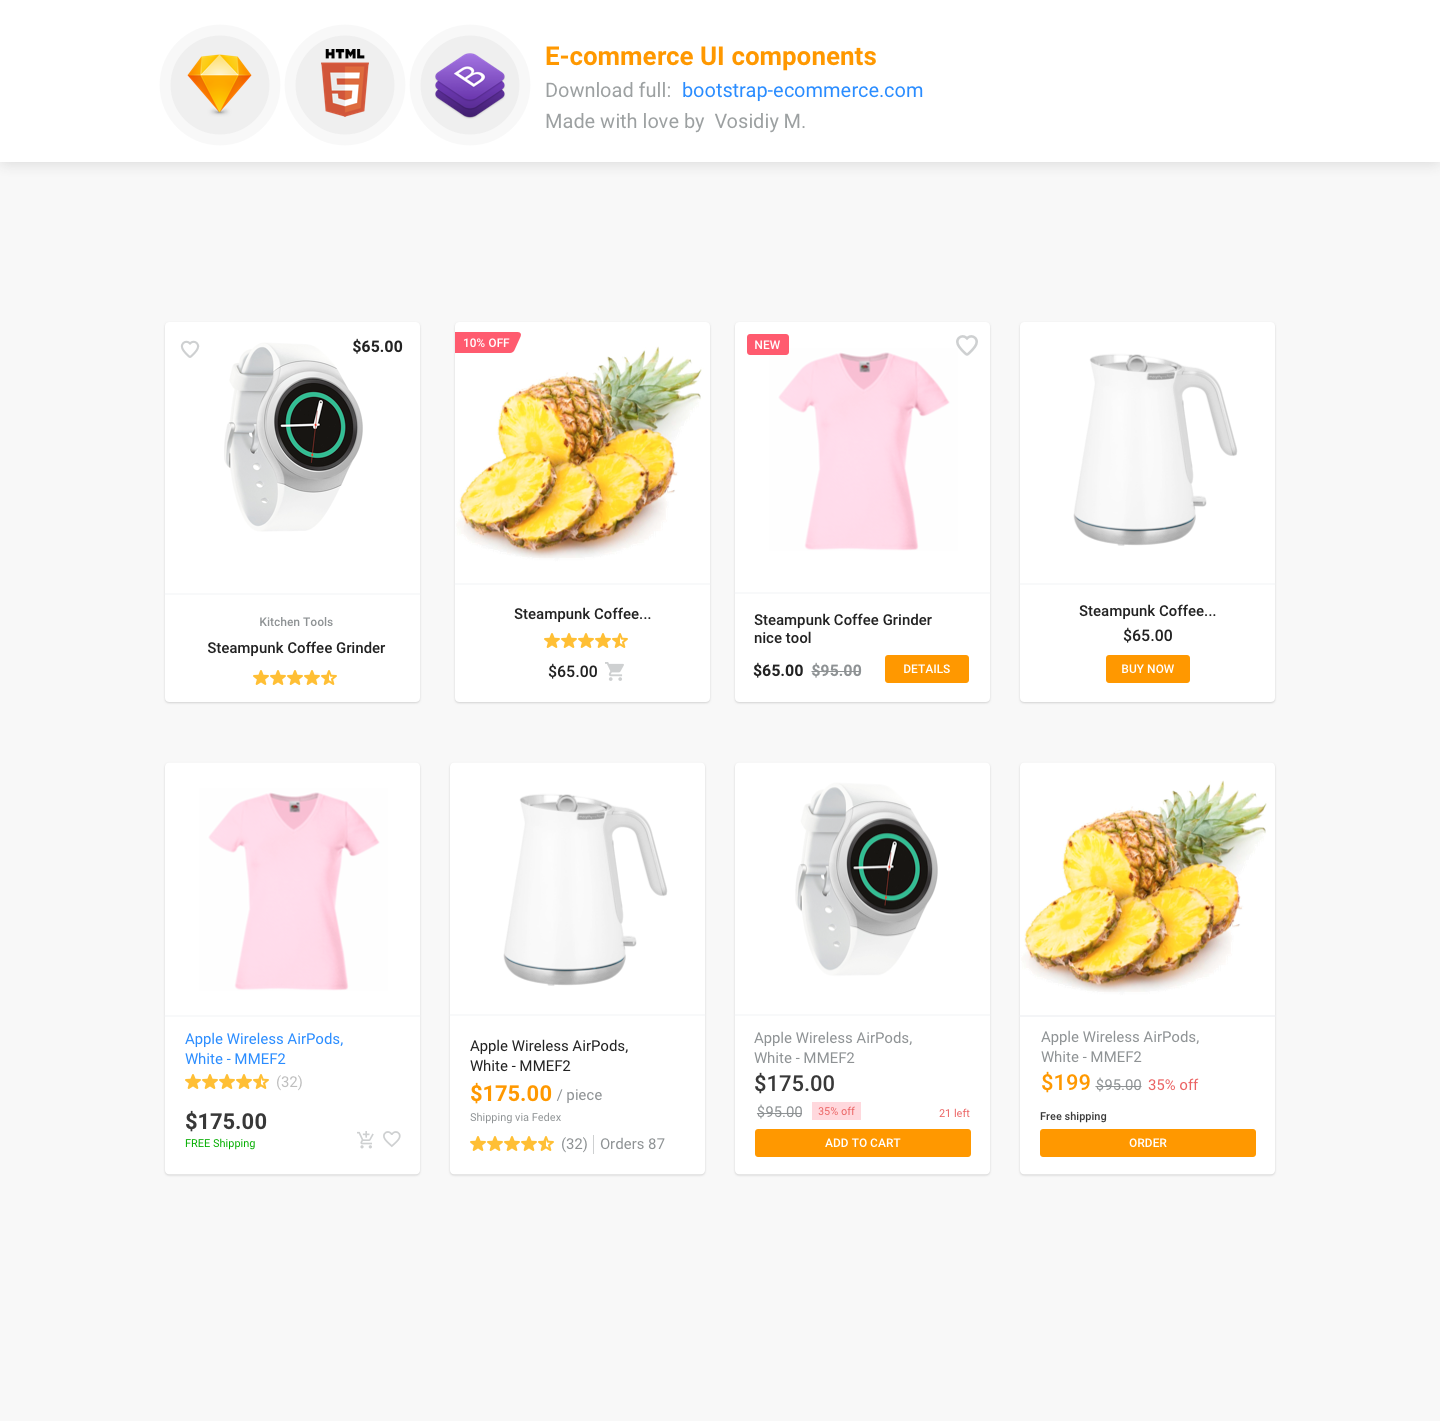 HTML
E-commerce UI components
Download full: bootstrap-ecommerce.com
Made with love by Vosidiy M.
$65.00
Kitchen Tools
Steampunk Coffee Grinder
10% OFF
Steampunk Coffee...
$65.00
NEW
Steampunk Coffee Grinder
nice tool
$65.00 $95.00
DETAILS
Steampunk Coffee...
$65.00
BUY NOW
Apple Wireless AirPods,
White - MMEF2
(32)
$175.00
FREE Shipping
Apple Wireless AirPods,
White - MMEF2
$175.00 / piece
Shipping via Fedex
(32) Orders 87
Apple Wireless AirPods,
White - MMEF2
$175.00
$95.00 35% off 21 left
ADD TO CART
Apple Wireless AirPods,
White - MMEF2
$199 $95.00 35% off
Free shipping
ORDER